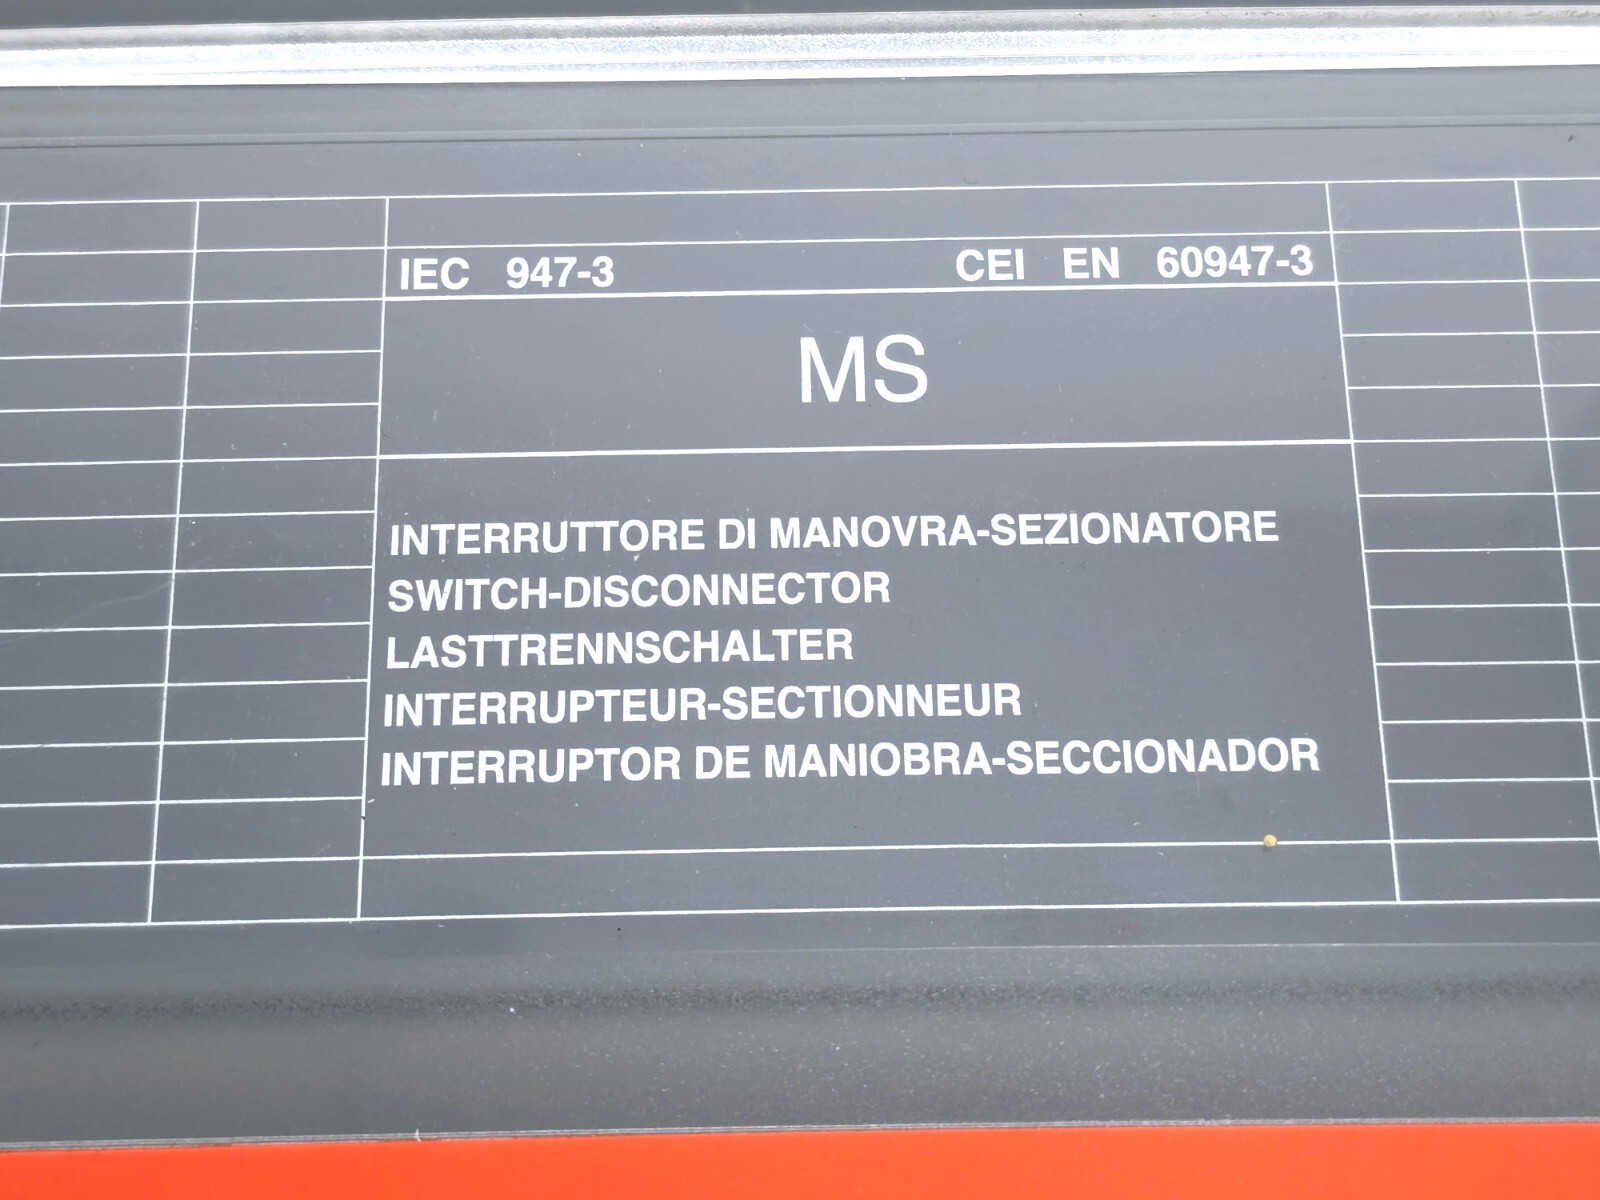 IEC 947-3 CEI EN 60947-3
MS
INTERRUTTORE DI MANOVRA-SEZIONATORE
SWITCH-DISCONNECTOR
LASTTRENNSCHALTER
INTERRUPTEUR-SECTIONNEUR
INTERRUPTOR DE MANIOBRA-SECCIONADOR